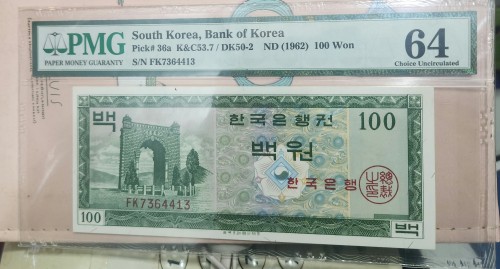 PMG
PAPER MONEY GUARANTY
South Korea, Bank of Korea
Pick# 36a K&C53.7 / DK50-2 ND (1962) 100 Won
S/N FK7364413
64
Choice Uncirculated
백
한국은행권
100
백원
한국은행
FK7364413
100
백